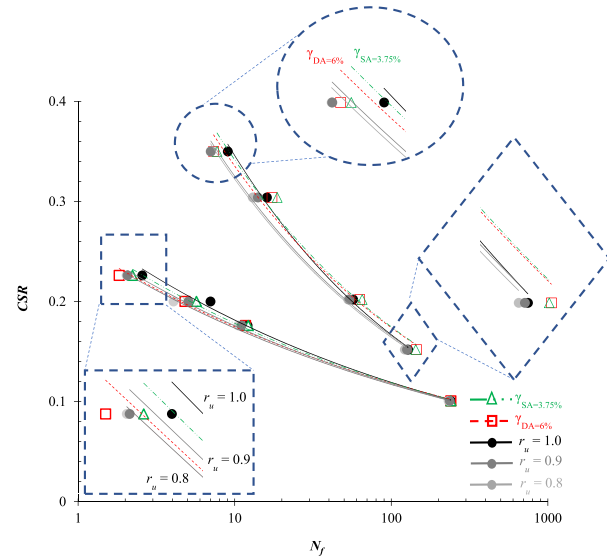 γDA=6%
γSA=3.75%
0.4
0.3
0.2
0.1
0
CSR
ru = 1.0
ru = 0.9
ru = 0.8
γSA=3.75%
γDA=6%
ru = 1.0
ru = 0.9
ru = 0.8
1
10
100
1000
Nf